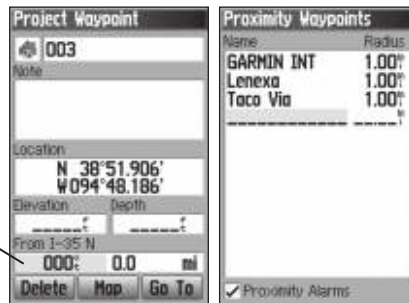 Project Waypoint
003
Note
Location
N 38°51.906'
W094°48.186'
Elevation Depth
From I-35 N
000° 0.0 mi
Delete Map Go To
Proximity Waypoints
Name Radius
GARMIN INT 1.00
Lenexa 1.00
Taco Via 1.00
Proximity Alarms